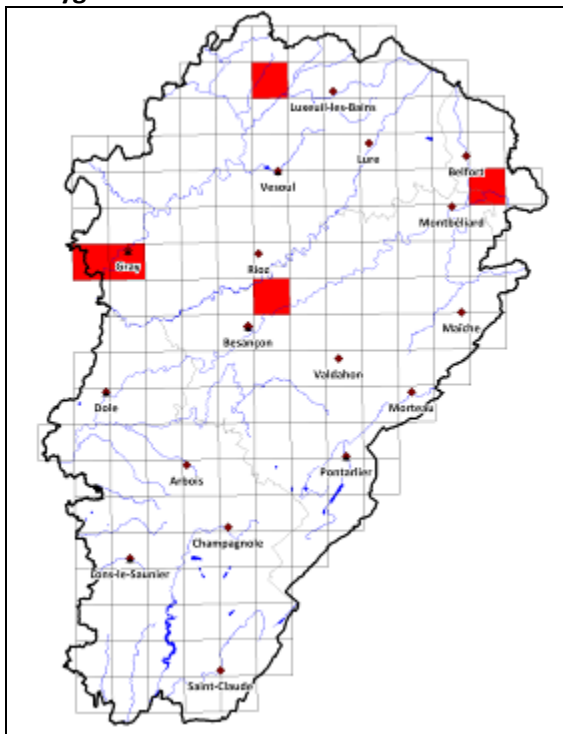 Luxeuil-les-Bains
Lure
Belfort
Vesoul
Montbéliard
Gray
Rioz
Maîche
Besançon
Valdahon
Dole
Morteau
Pontarlier
Arbois
Champagnole
Lons-le-Saunier
Saint-Claude